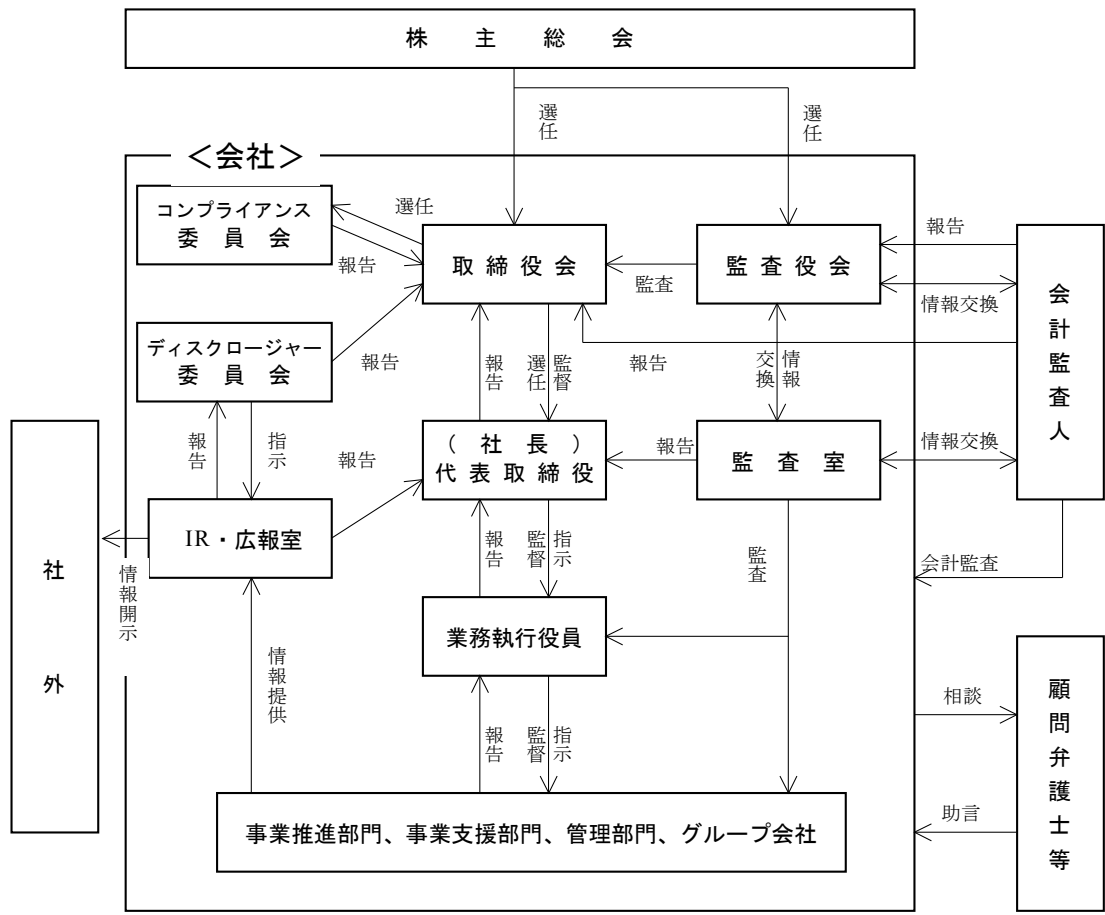 株主総会
選任
選任
＜会社＞
コンプライアンス
委員会
選任
報告
取締役会
監査
監査役会
報告
情報交換
会計監査人
ディスクロージャー
委員会
報告
報告
選任
監督
報告
情報
交換
報告
指示
報告
（社長）
代表取締役
報告
監査室
情報交換
社外
IR・広報室
情報開示
報告
監督
指示
監査
会計監査
業務執行役員
情報提供
報告
監督
指示
相談
助言
顧問弁護士等
事業推進部門、事業支援部門、管理部門、グループ会社